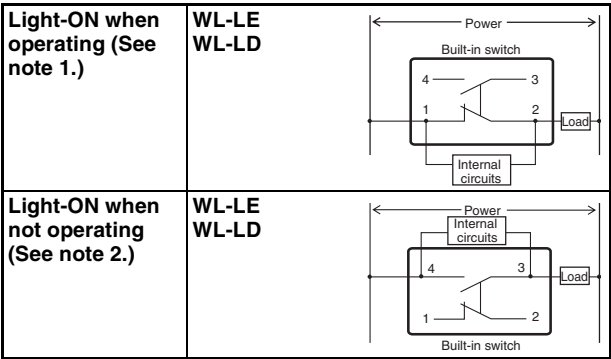 Light-ON when
operating (See
note 1.)
WL-LE
WL-LD
Power
Built-in switch
4
3
1
2
Load
Internal
circuits
Light-ON when
not operating
(See note 2.)
WL-LE
WL-LD
Power
Internal
circuits
4
3
Load
1
2
Built-in switch